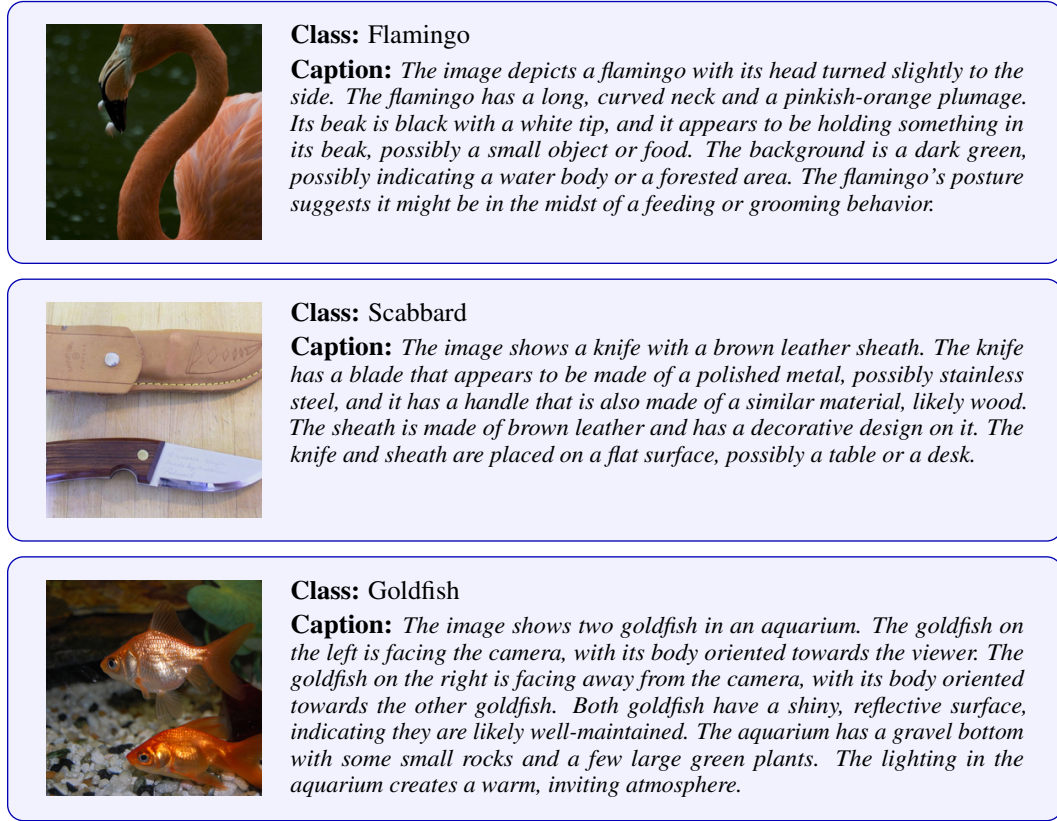 Class: Flamingo
Caption: The image depicts a flamingo with its head turned slightly to the
side. The flamingo has a long, curved neck and a pinkish-orange plumage.
Its beak is black with a white tip, and it appears to be holding something in
its beak, possibly a small object or food. The background is a dark green,
possibly indicating a water body or a forested area. The flamingo's posture
suggests it might be in the midst of a feeding or grooming behavior.
Class: Scabbard
Caption: The image shows a knife with a brown leather sheath. The knife
has a blade that appears to be made of a polished metal, possibly stainless
steel, and it has a handle that is also made of a similar material, likely wood.
The sheath is made of brown leather and has a decorative design on it. The
knife and sheath are placed on a flat surface, possibly a table or a desk.
Class: Goldfish
Caption: The image shows two goldfish in an aquarium. The goldfish on
the left is facing the camera, with its body oriented towards the viewer. The
goldfish on the right is facing away from the camera, with its body oriented
towards the other goldfish. Both goldfish have a shiny, reflective surface,
indicating they are likely well-maintained. The aquarium has a gravel bottom
with some small rocks and a few large green plants. The lighting in the
aquarium creates a warm, inviting atmosphere.